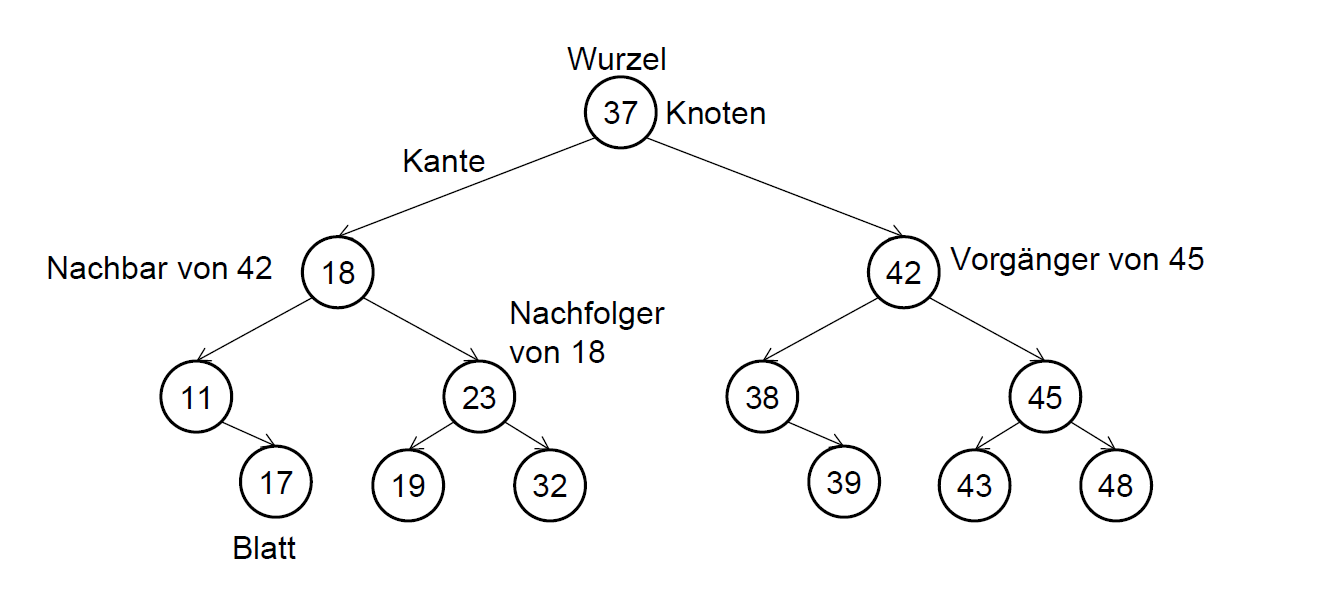 Wurzel
37 Knoten
Kante
Nachbar von 42
18
42
Vorgänger von 45
Nachfolger
von 18
11
23
38
45
17
19
32
39
43
48
Blatt